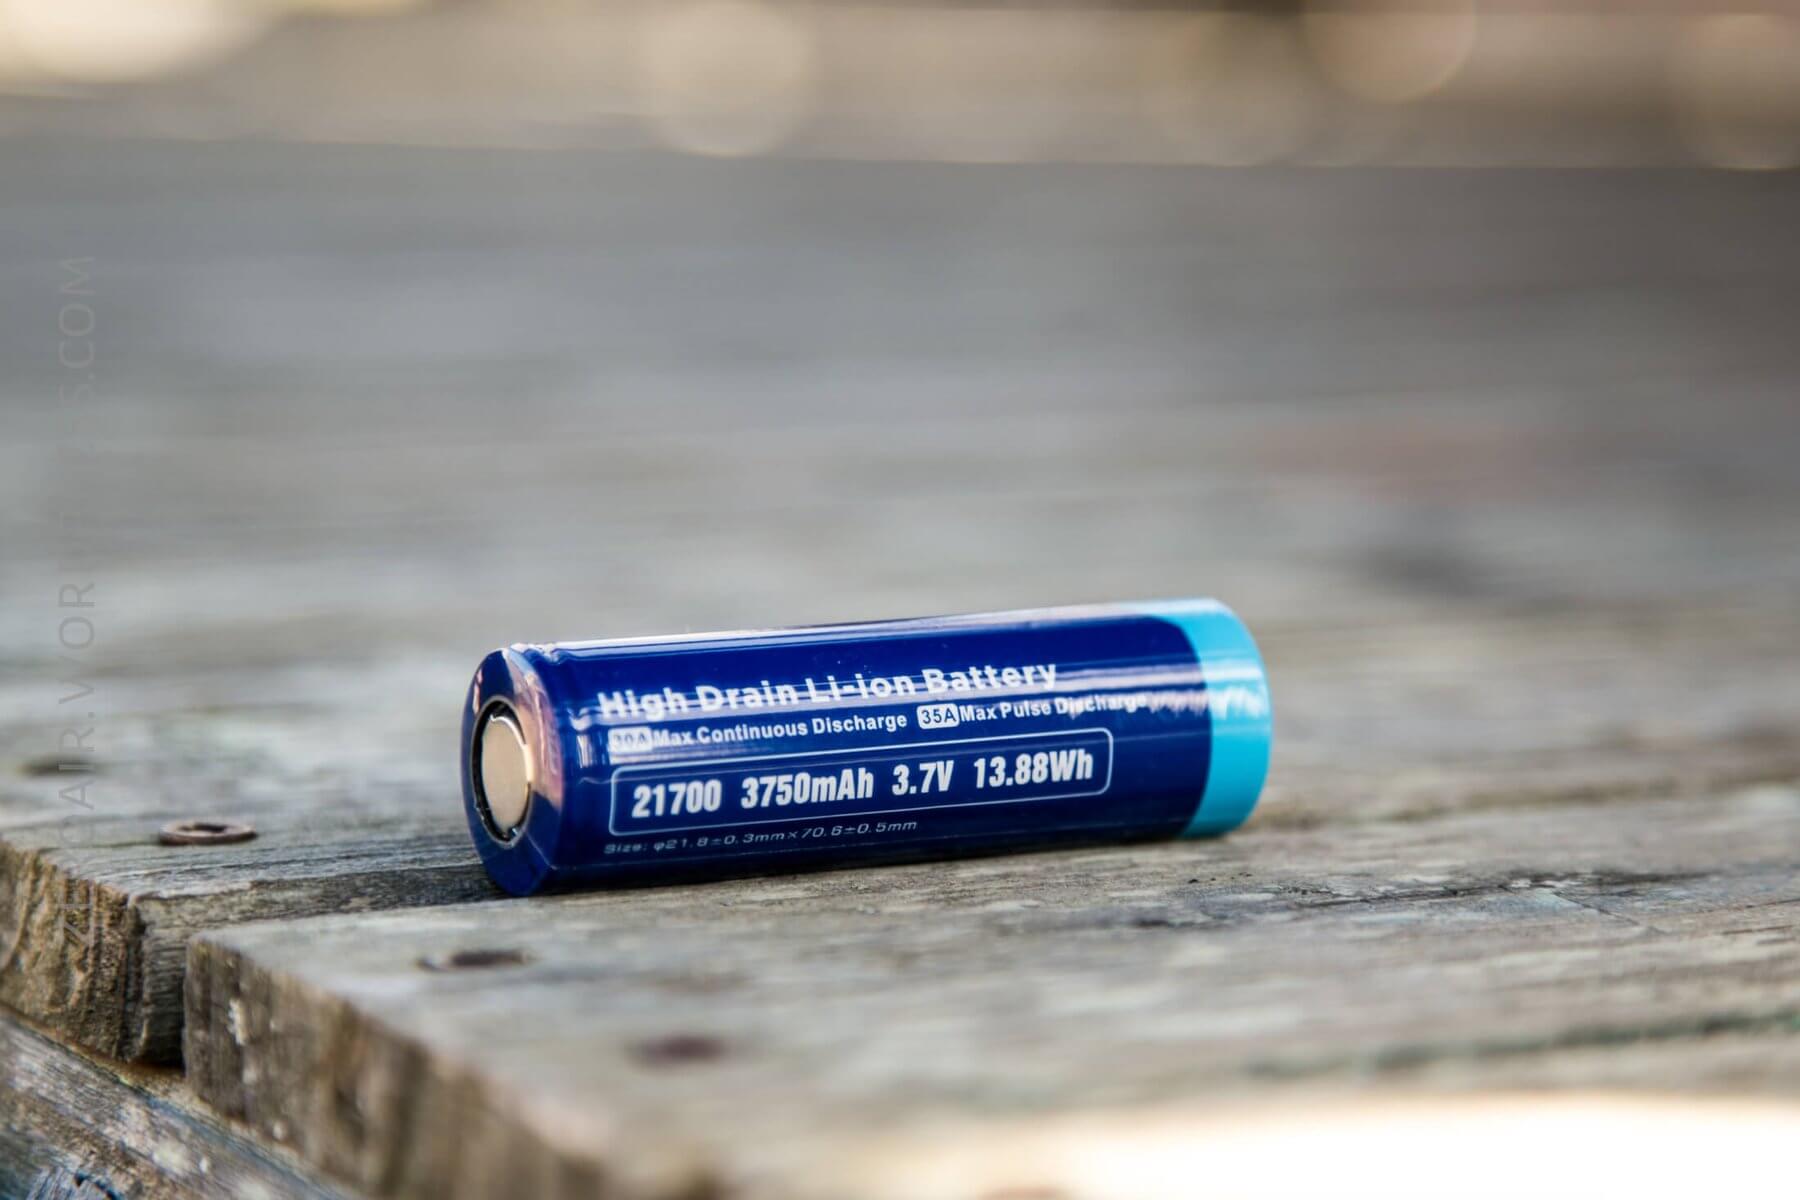 High Drain Li-ion Battery
30A Max Continuous Discharge 35A Max Pulse Discharge
21700 3750mAh 3.7V 13.88Wh
Size: φ21.8±0.3mm×70.6±0.5mm